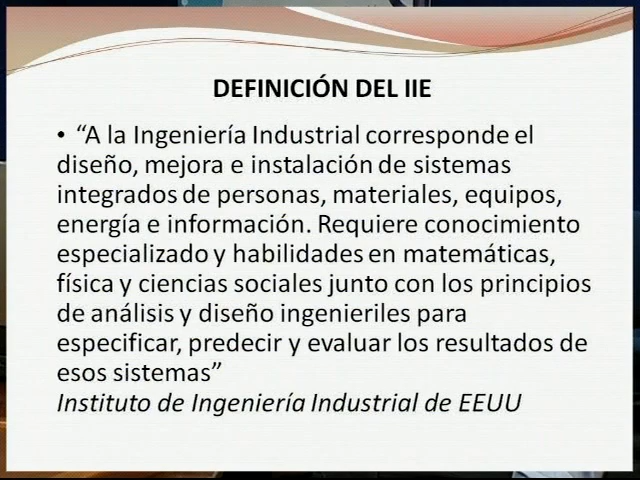 DEFINICIÓN DEL IIE
• “A la Ingeniería Industrial corresponde el
diseño, mejora e instalación de sistemas
integrados de personas, materiales, equipos,
energía e información. Requiere conocimiento
especializado y habilidades en matemáticas,
física y ciencias sociales junto con los principios
de análisis y diseño ingenieriles para
especificar, predecir y evaluar los resultados de
esos sistemas”
Instituto de Ingeniería Industrial de EEUU